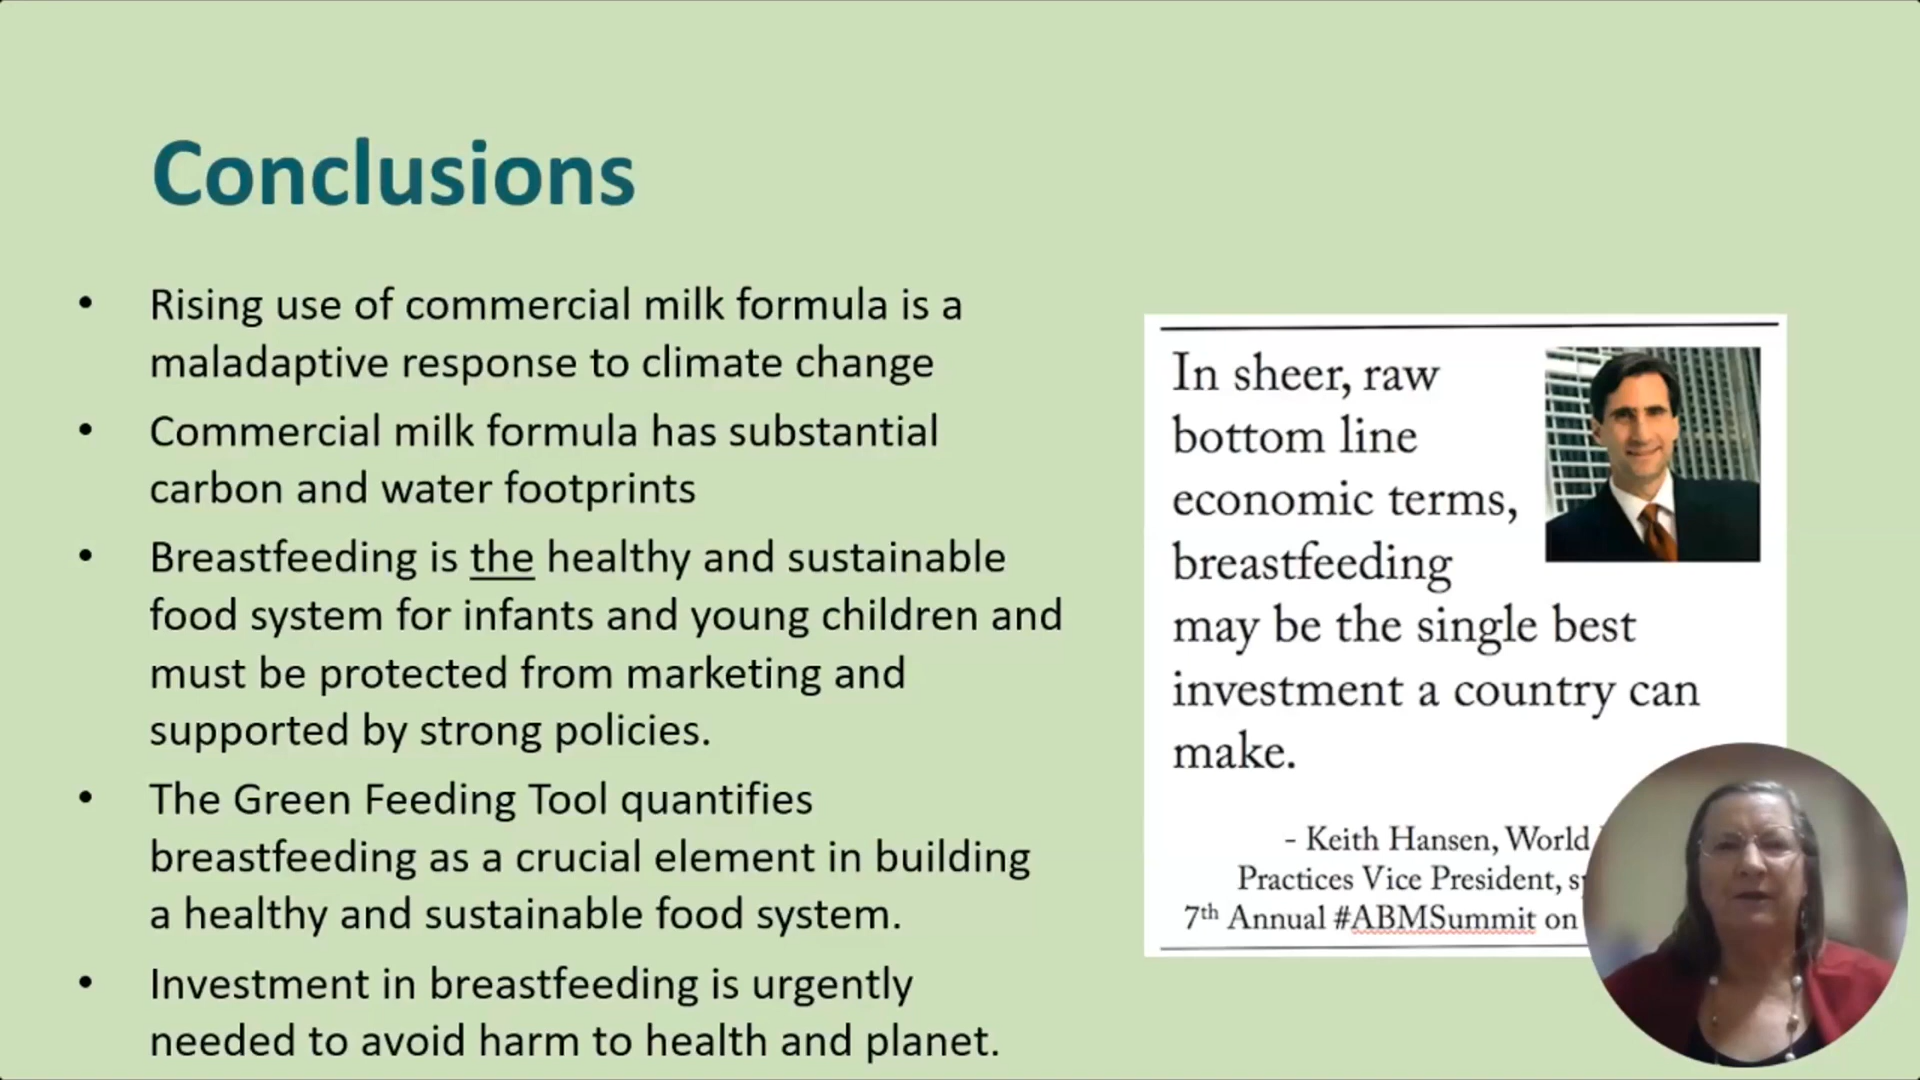 Conclusions
• Rising use of commercial milk formula is a
maladaptive response to climate change
• Commercial milk formula has substantial
carbon and water footprints
• Breastfeeding is the healthy and sustainable
food system for infants and young children and
must be protected from marketing and
supported by strong policies.
• The Green Feeding Tool quantifies
breastfeeding as a crucial element in building
a healthy and sustainable food system.
• Investment in breastfeeding is urgently
needed to avoid harm to health and planet.
In sheer, raw
bottom line
economic terms,
breastfeeding
may be the single best
investment a country can
make.
- Keith Hansen, World
Practices Vice President,
7th Annual #ABMSummit on